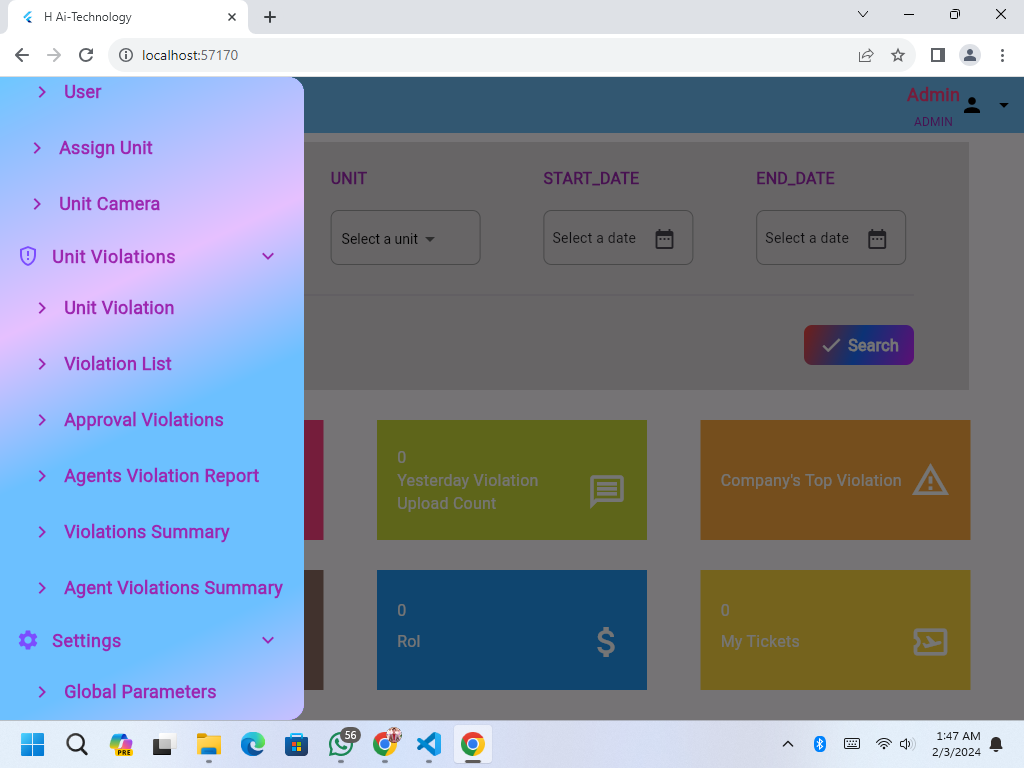 H Ai-Technology
localhost:57170
User
Assign Unit
Unit Camera
Unit Violations
Unit Violation
Violation List
Approval Violations
Agents Violation Report
Violations Summary
Agent Violations Summary
Settings
Global Parameters
Admin
ADMIN
UNIT
START_DATE
END_DATE
Select a unit
Select a date
Select a date
Search
0
Yesterday Violation
Upload Count
Company's Top Violation
0
RoI
0
My Tickets
PRE
56
1:47 AM
2/3/2024